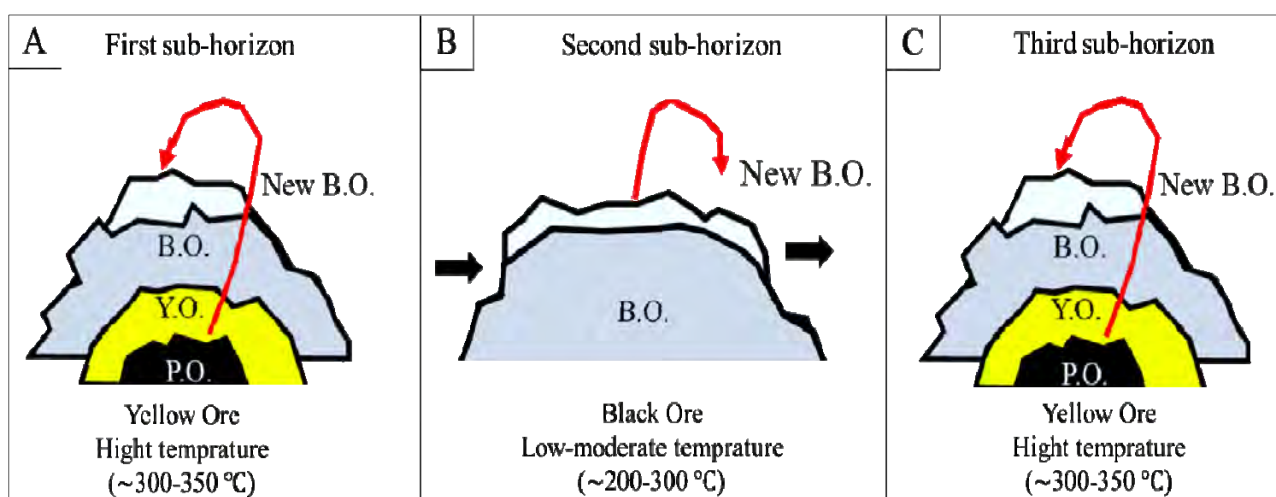 A
First sub-horizon
New B.O.
B.O.
Y.O.
P.O.
Yellow Ore
Hight temprature
(~300-350 °C)
B
Second sub-horizon
New B.O.
B.O.
Black Ore
Low-moderate temprature
(~200-300 °C)
C
Third sub-horizon
New B.O.
B.O.
Y.O.
P.O.
Yellow Ore
Hight temprature
(~300-350 °C)